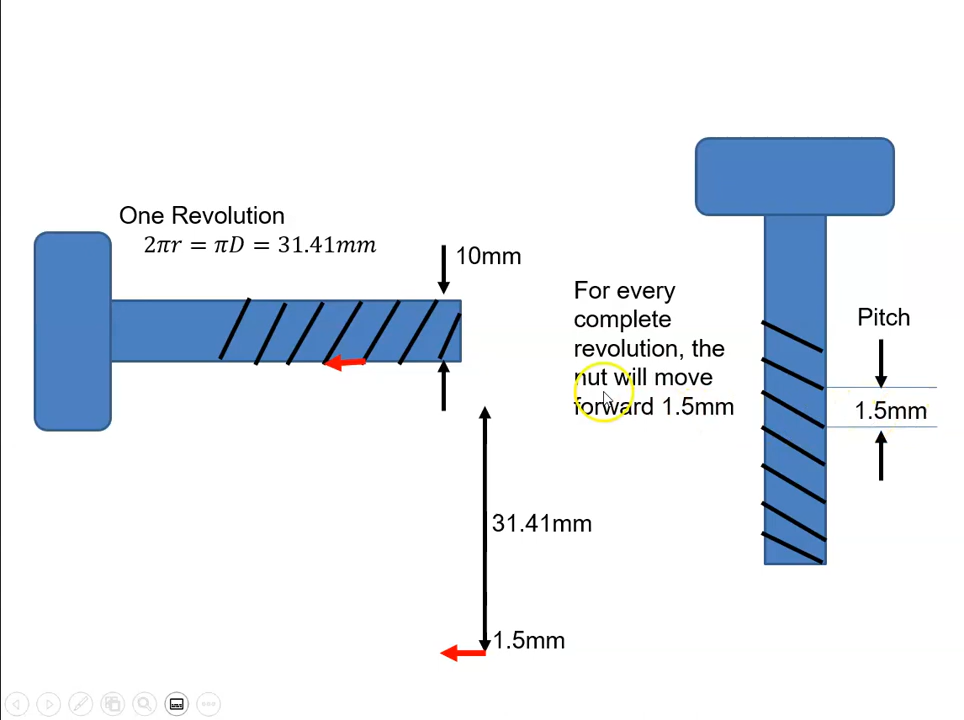 One Revolution
2πr = πD = 31.41mm
10mm
For every
complete
revolution, the
nut will move
forward 1.5mm
Pitch
1.5mm
31.41mm
1.5mm